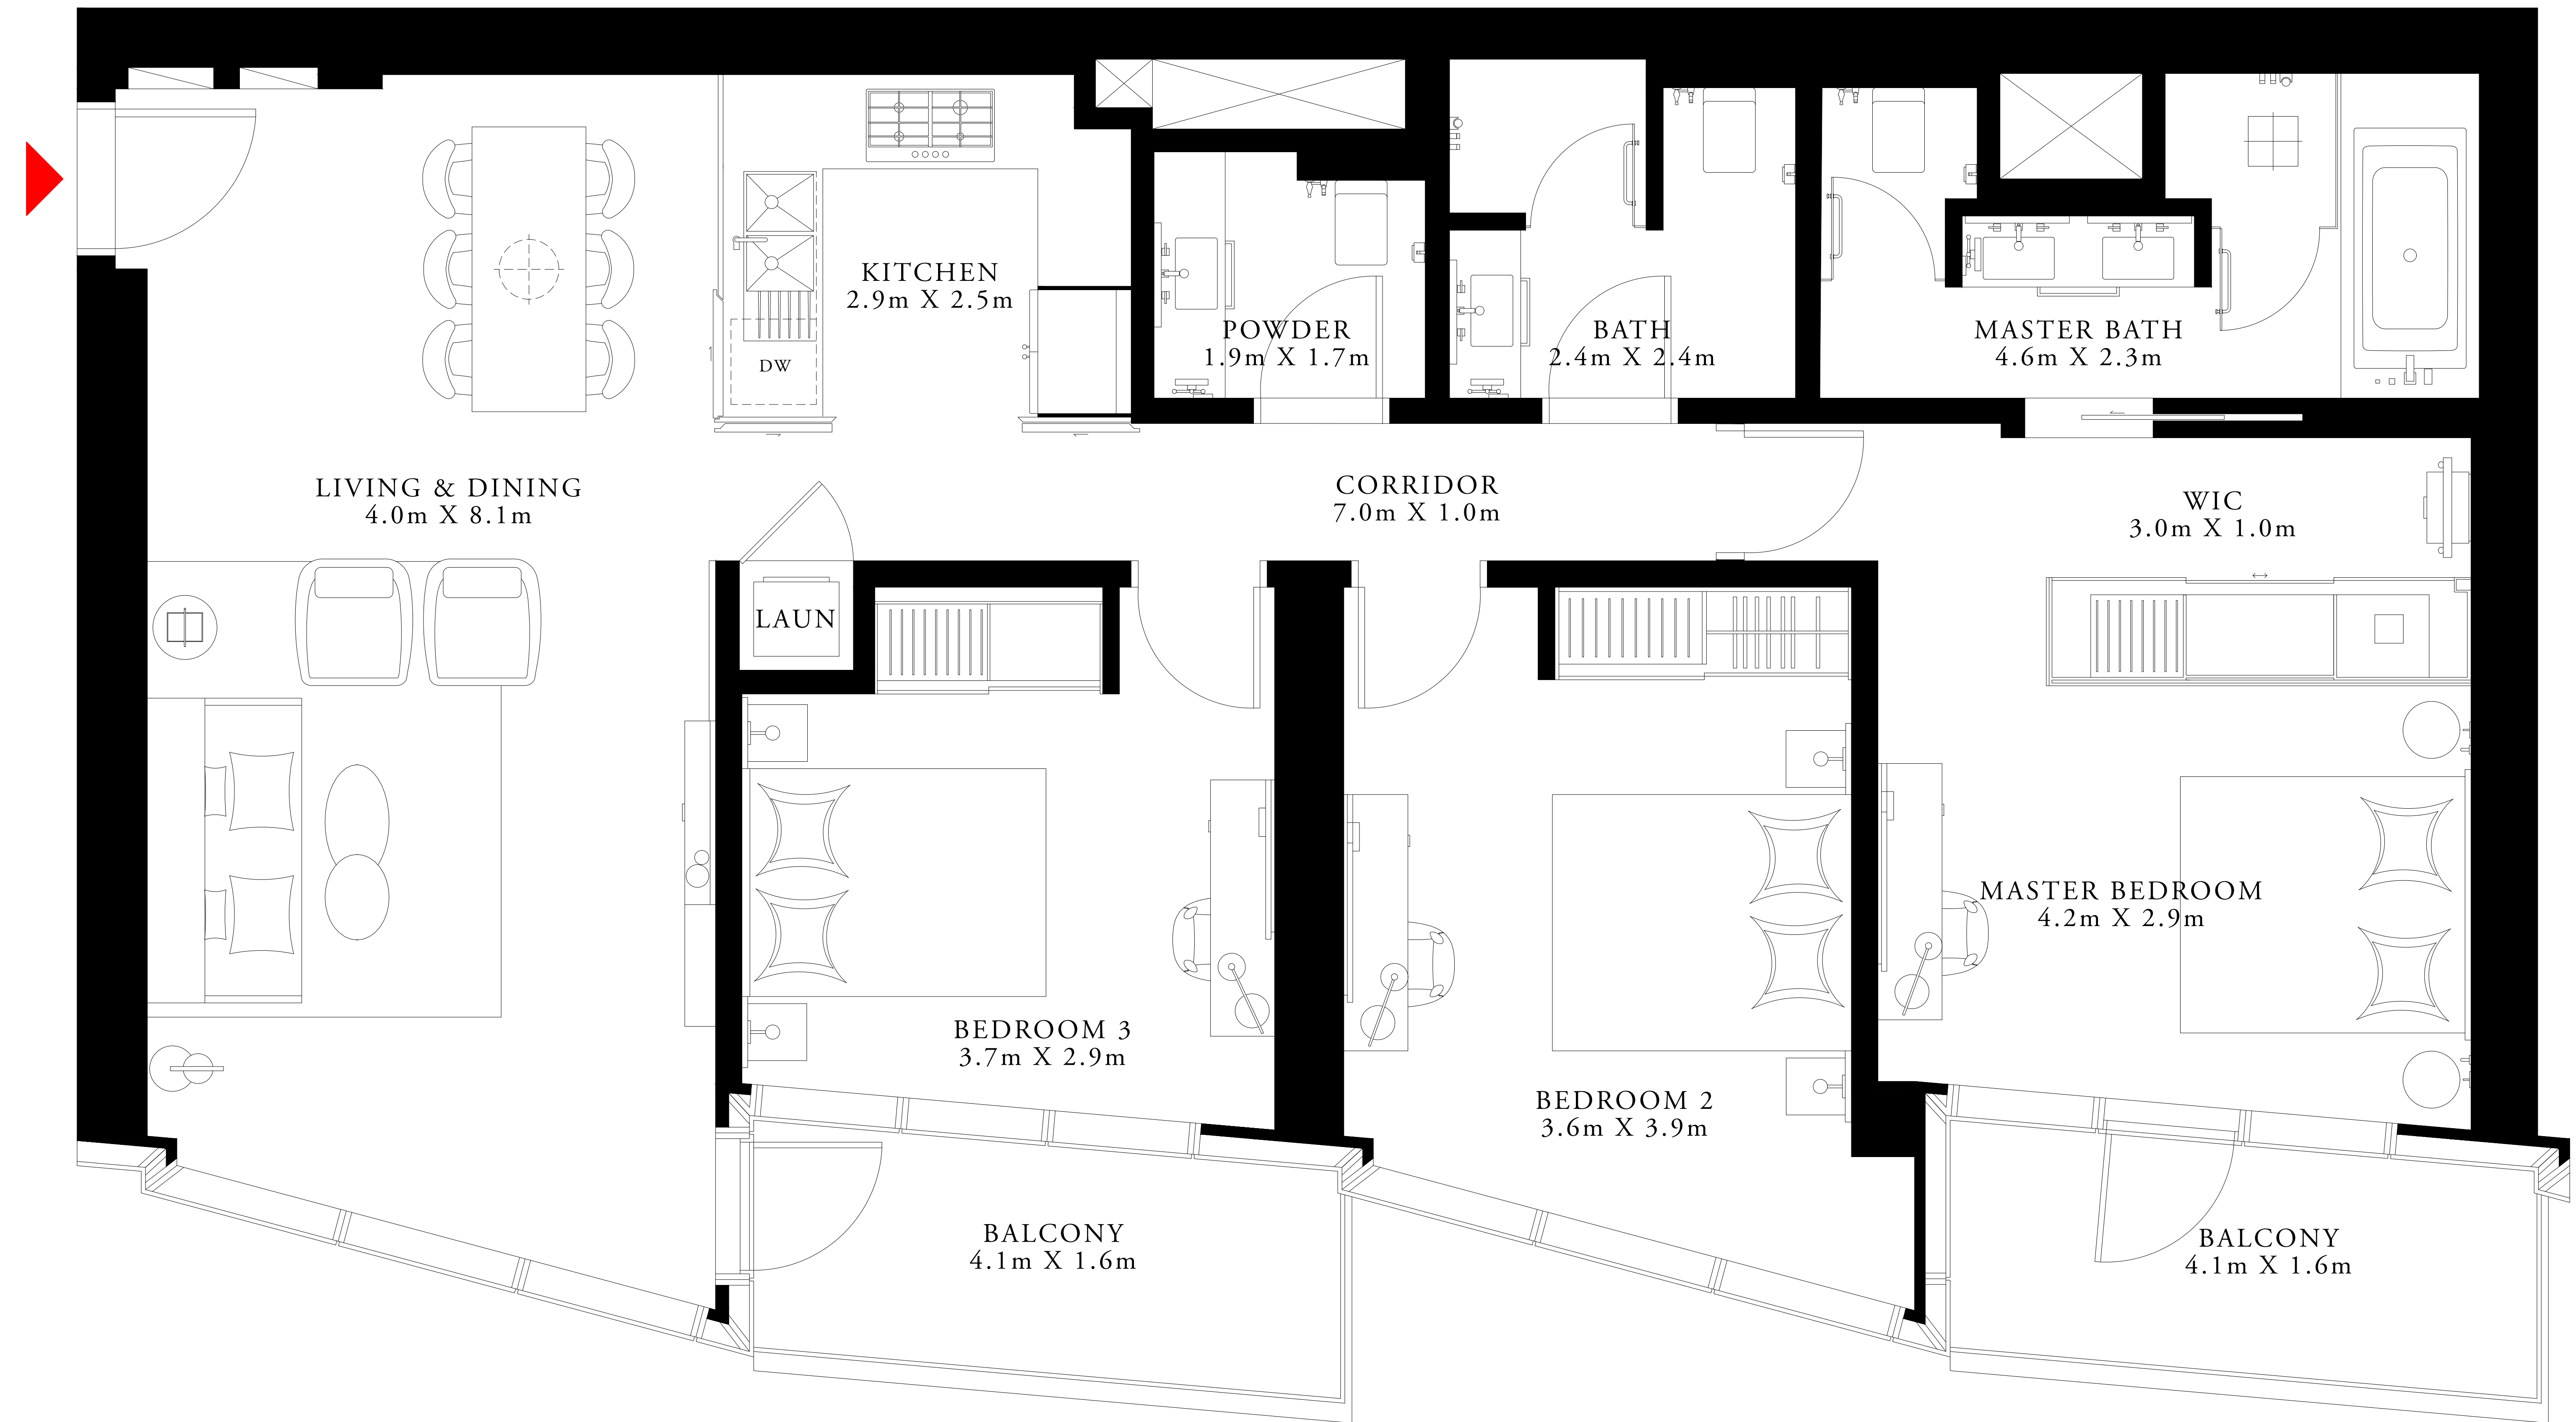 KITCHEN
2.9m X 2.5m
DW
POWDER
1.9m X 1.7m
BATH
2.4m X 2.4m
MASTER BATH
4.6m X 2.3m
LIVING & DINING
4.0m X 8.1m
CORRIDOR
7.0m X 1.0m
WIC
3.0m X 1.0m
LAUN
MASTER BEDROOM
4.2m X 2.9m
BEDROOM 3
3.7m X 2.9m
BEDROOM 2
3.6m X 3.9m
BALCONY
4.1m X 1.6m
BALCONY
4.1m X 1.6m